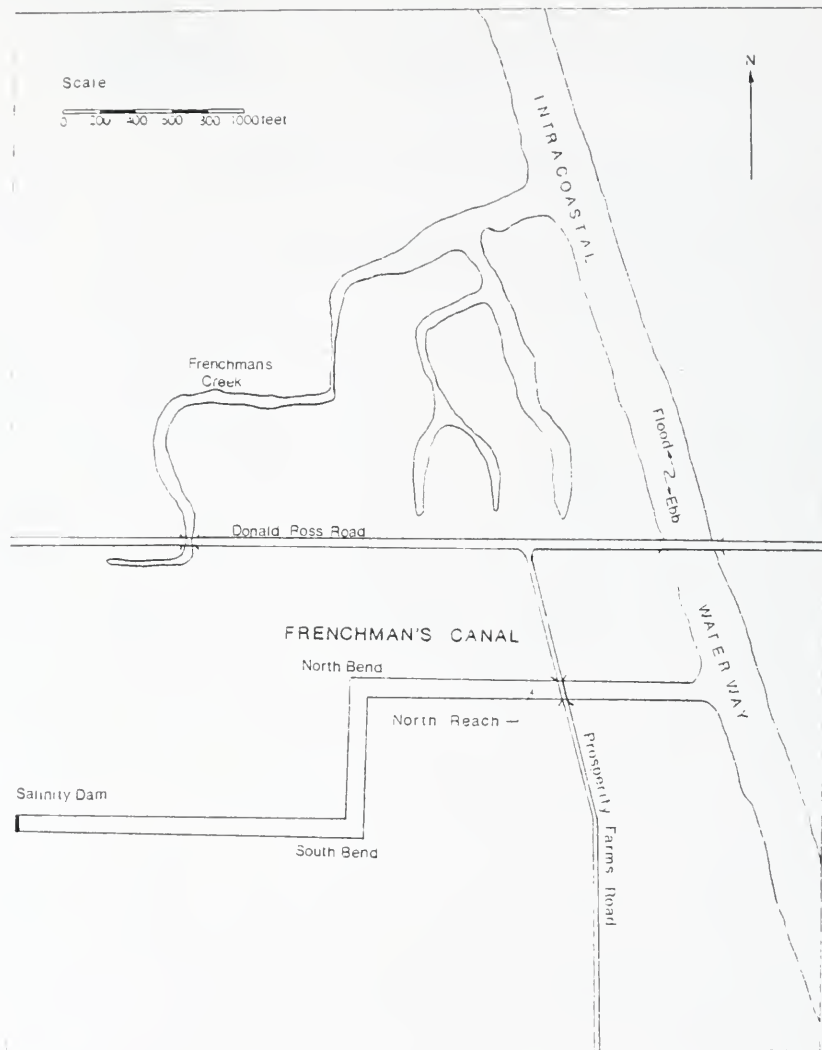 Scale
N
0 200 400 600 800 1000 feet
INTRACOASTAL
Frenchmans
Creek
Flood
2
Ebb
Donald Ross Road
FRENCHMAN'S CANAL
WATERWAY
North Bend
4
North Reach
Prosperity Farms Road
Salinity Dam
South Bend